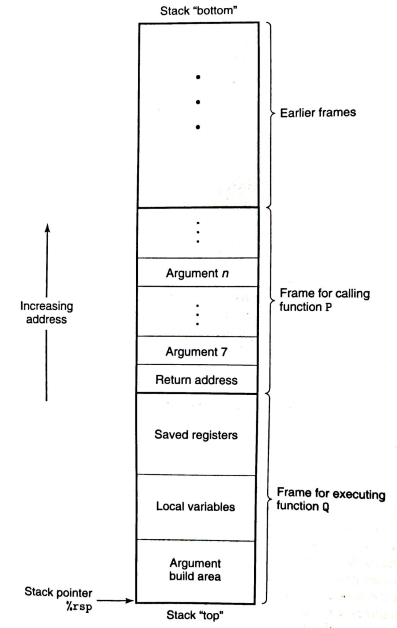 Stack “bottom”
Earlier frames
Argument n
Frame for calling
function P
Increasing
address
Argument 7
Return address
Saved registers
Local variables
Frame for executing
function Q
Argument
build area
Stack pointer
%rsp
Stack “top”